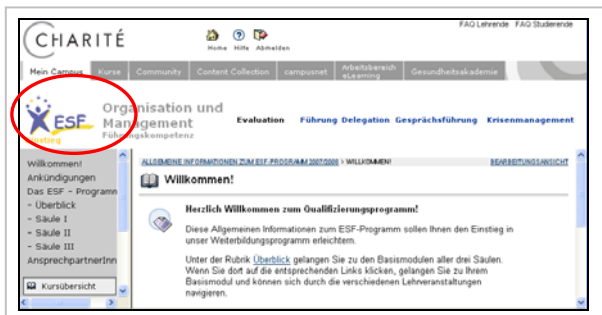 FAQ Lehrende FAQ Studierende
CHARITÉ
Home Hilfe Abmelden
Mein Campus Kurse Community Content Collection campusnet Arbeitsbereich eLearning Gesundheitsakademie
ESF
Einstieg
Organisation und
Management
Führungskompetenz
Evaluation Führung Delegation Gesprächsführung Krisenmanagement
Willkommen!
Ankündigungen
Das ESF - Programm
- Überblick
- Säule I
- Säule II
- Säule III
AnsprechpartnerInn
Kursübersicht
ALLGEMEINE INFORMATIONEN ZUM ESF-PROGRAMM 2007/2008 > WILLKOMMEN! BEARBEITUNGSANSICHT
Willkommen!
Herzlich Willkommen zum Qualifizierungsprogramm!
Diese Allgemeinen Informationen zum ESF-Programm sollen Ihnen den Einstieg in
unser Weiterbildungsprogramm erleichtern.
Unter der Rubrik Überblick gelangen Sie zu den Basismodulen aller drei Säulen.
Wenn Sie dort auf die entsprechenden Links klicken, gelangen Sie zu Ihrem
Basismodul und können sich durch die verschiedenen Lehrveranstaltungen
navigieren.